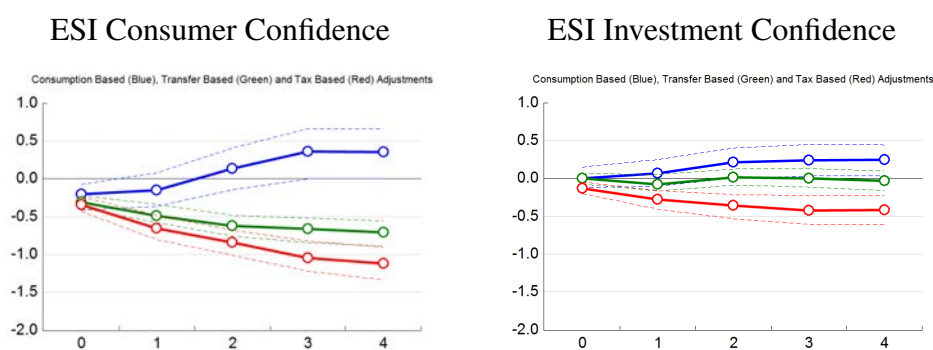 ESI Consumer Confidence
Consumption Based (Blue), Transfer Based (Green) and Tax Based (Red) Adjustments
1.0
0.5
0.0
-0.5
-1.0
-1.5
-2.0
0 1 2 3 4
ESI Investment Confidence
Consumption Based (Blue), Transfer Based (Green) and Tax Based (Red) Adjustments
1.0
0.5
0.0
-0.5
-1.0
-1.5
-2.0
0 1 2 3 4